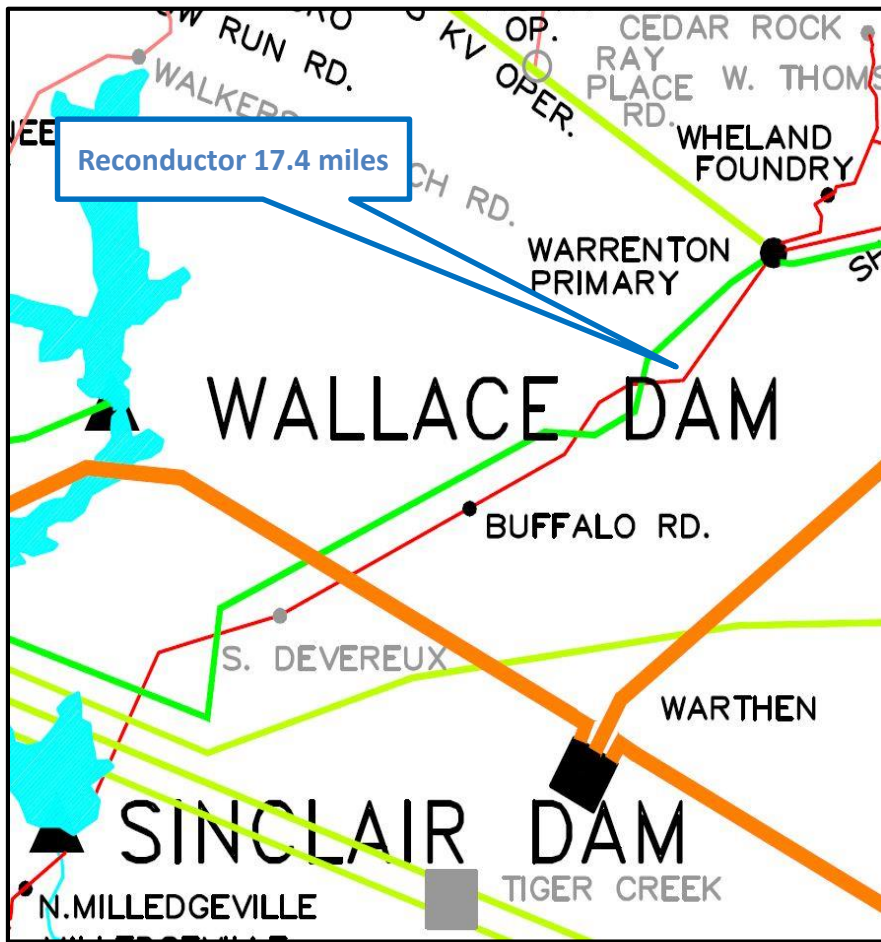 OP.
CEDAR ROCK
W RUN RD.
KV OPER.
RAY
PLACE
RD.
W. THOMS
WALKERS
Reconductor 17.4 miles
CH RD.
WHELAND
FOUNDRY
WARRENTON
PRIMARY
SH
WALLACE DAM
BUFFALO RD.
S. DEVEREUX
WARTHEN
SINCLAIR DAM
TIGER CREEK
N.MILLEDGEVILLE